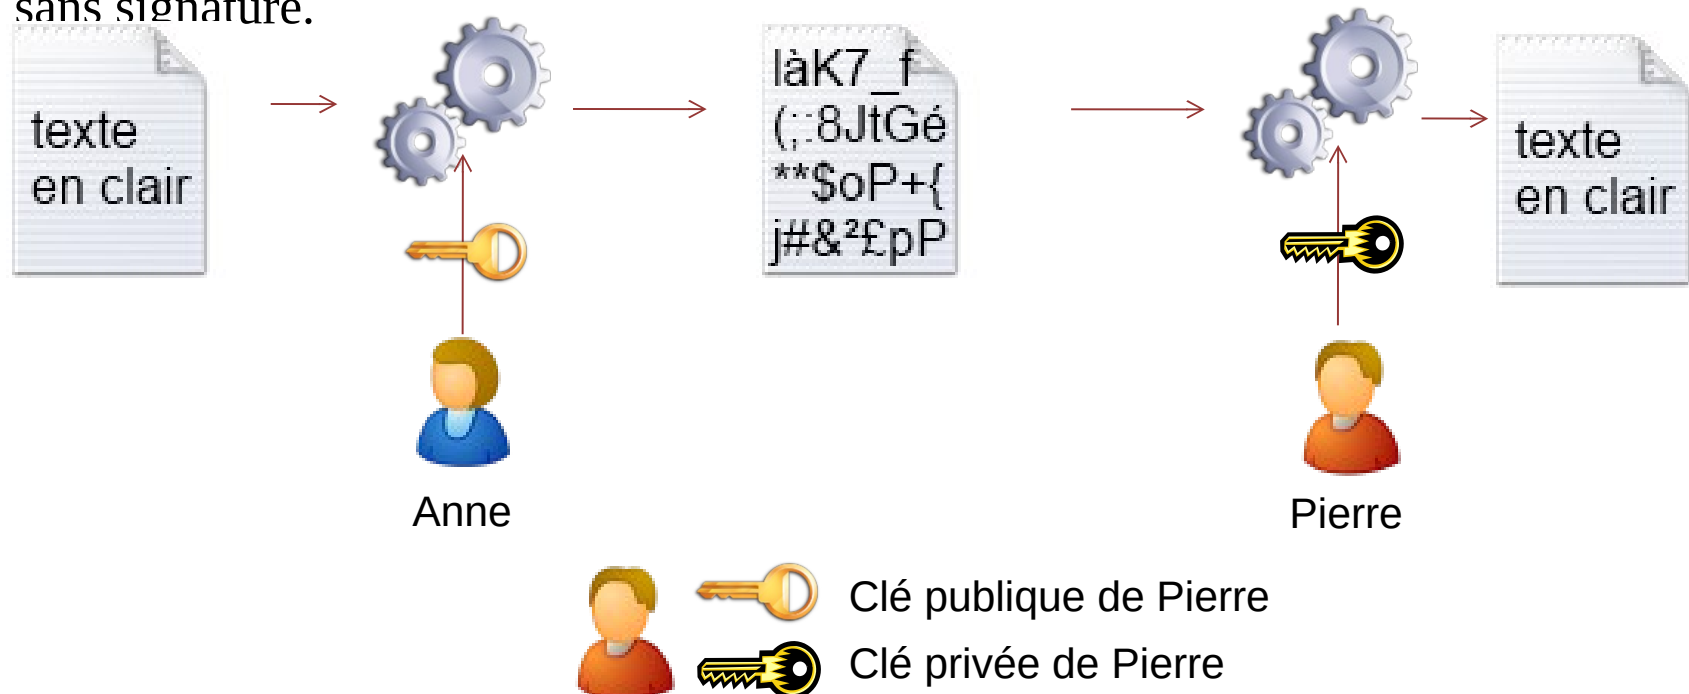 sans signature.
texte
en clair
làK7_f
(;:8JtGé
**$oP+{
j#&²£pP
texte
en clair
Anne
Pierre
Clé publique de Pierre
Clé privée de Pierre